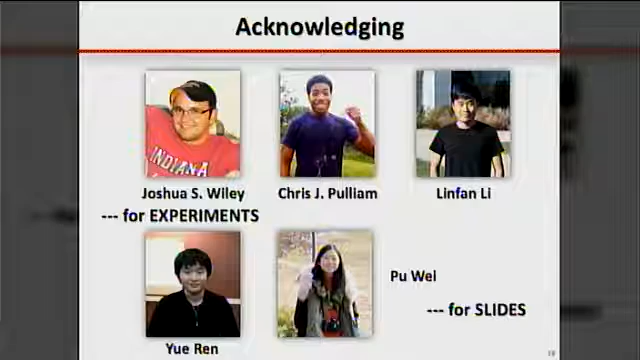 Acknowledging
INDIANA
Joshua S. Wiley
Chris J. Pulliam
Linfan Li
--- for EXPERIMENTS
Pu Wei
--- for SLIDES
Yue Ren